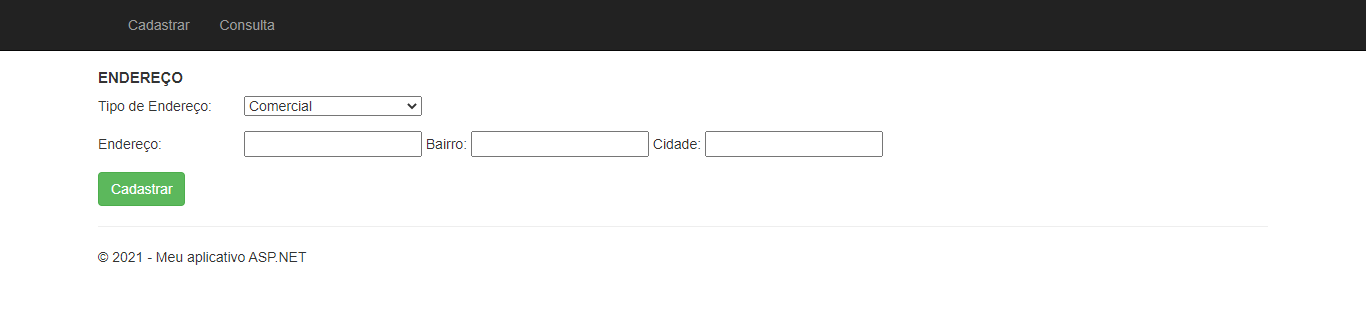 Cadastrar Consulta
ENDEREÇO
Tipo de Endereço: Comercial
Endereço: Bairro: Cidade:
Cadastrar
© 2021 - Meu aplicativo ASP.NET